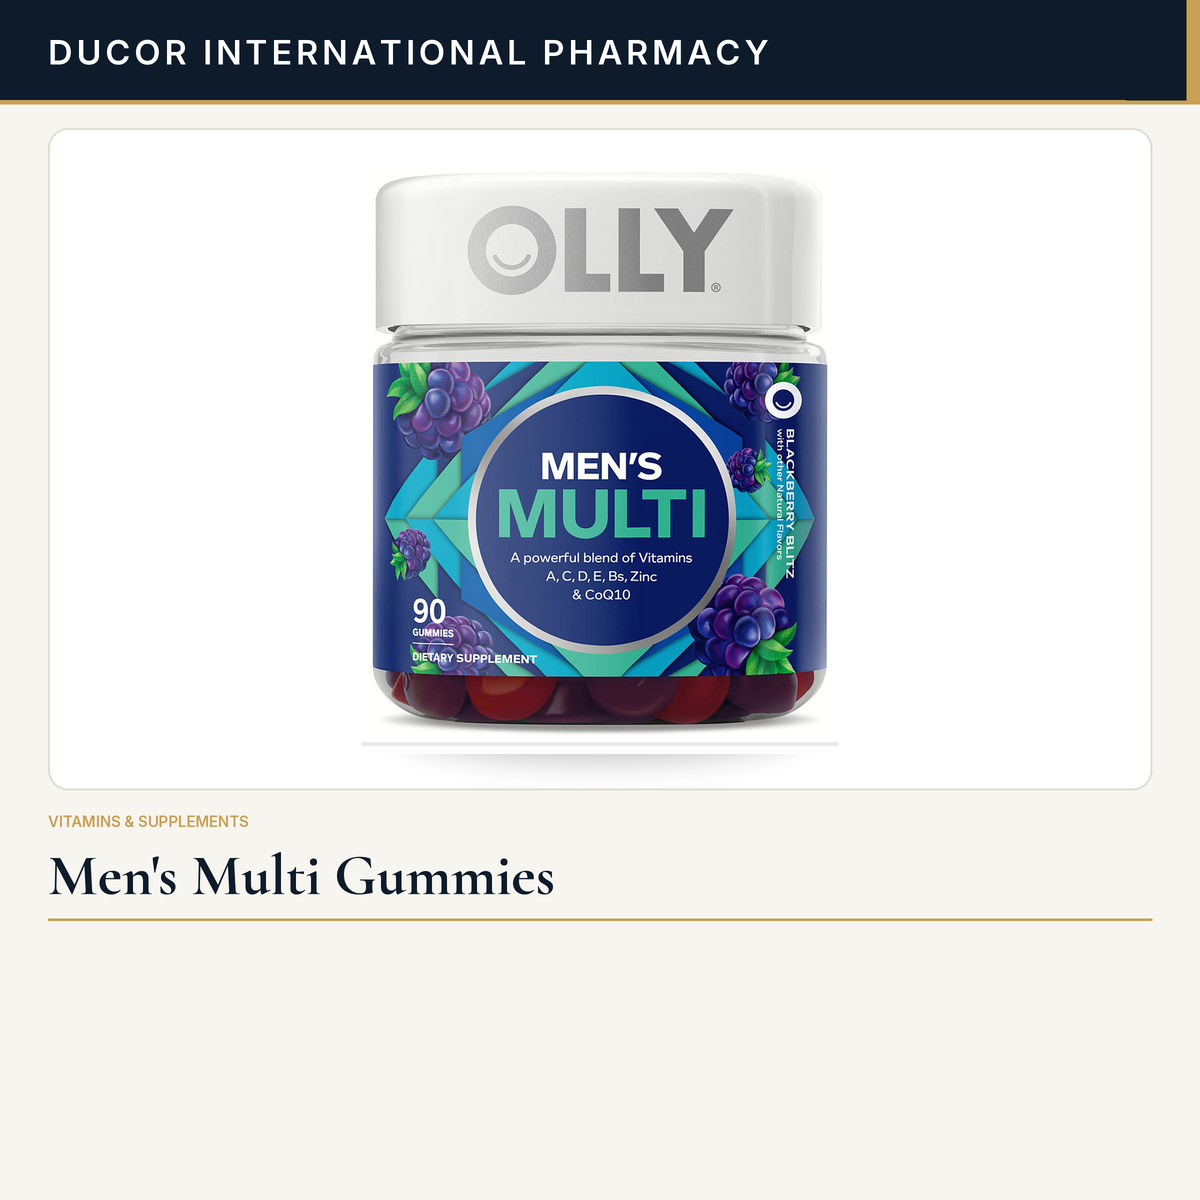 DUCOR INTERNATIONAL PHARMACY
OLLY®
MEN'S
MULTI
A powerful blend of Vitamins
A, C, D, E, Bs, Zinc
& CoQ10
BLACKBERRY BLITZ
with other Natural Flavors
90
GUMMIES
DIETARY SUPPLEMENT
VITAMINS & SUPPLEMENTS
Men's Multi Gummies